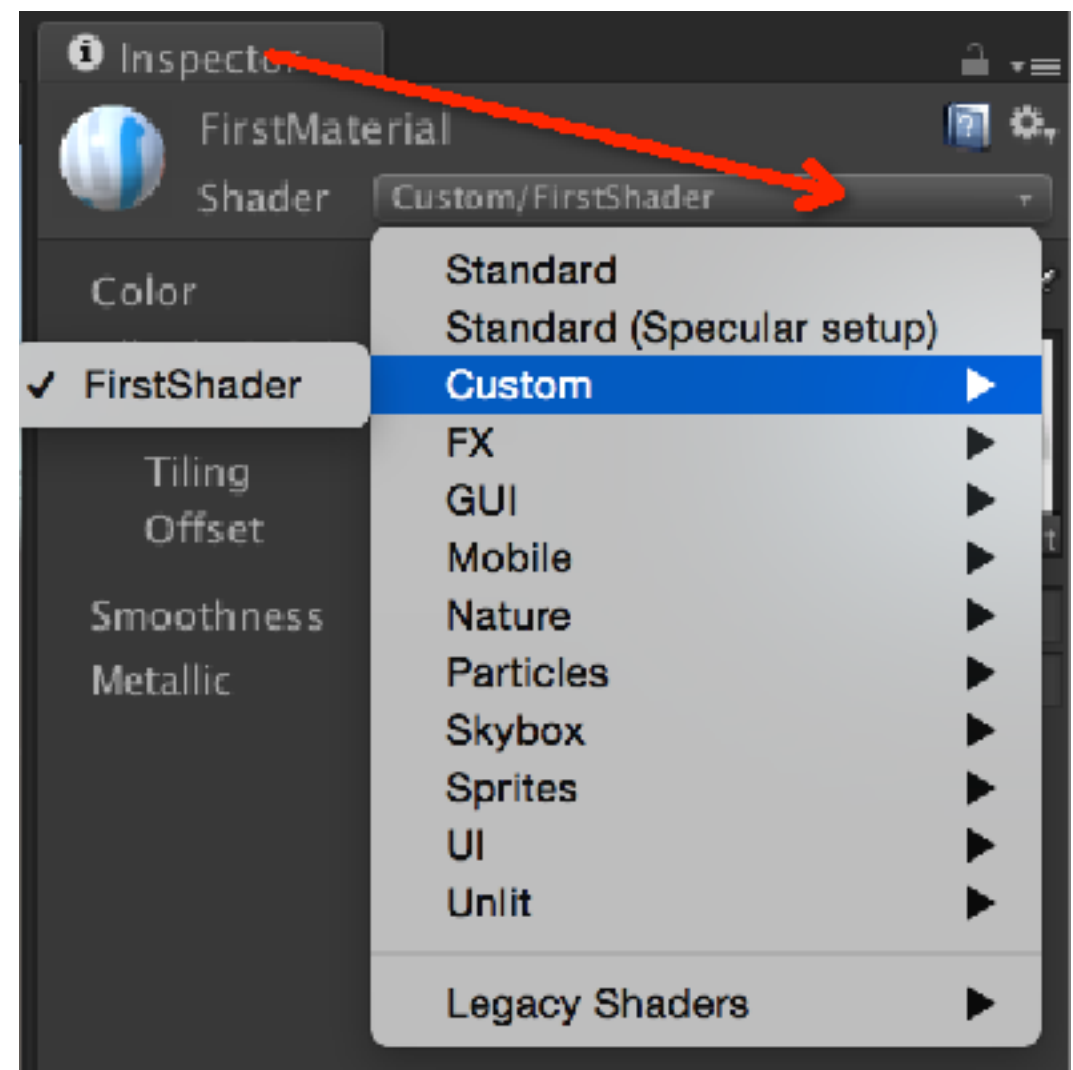 Inspector
FirstMaterial
Shader Custom/FirstShader
Color
Standard
Standard (Specular setup)
✓ FirstShader
Custom
FX
Tiling
GUI
Offset
Mobile
Smoothness
Nature
Metallic
Particles
Skybox
Sprites
UI
Unlit
Legacy Shaders